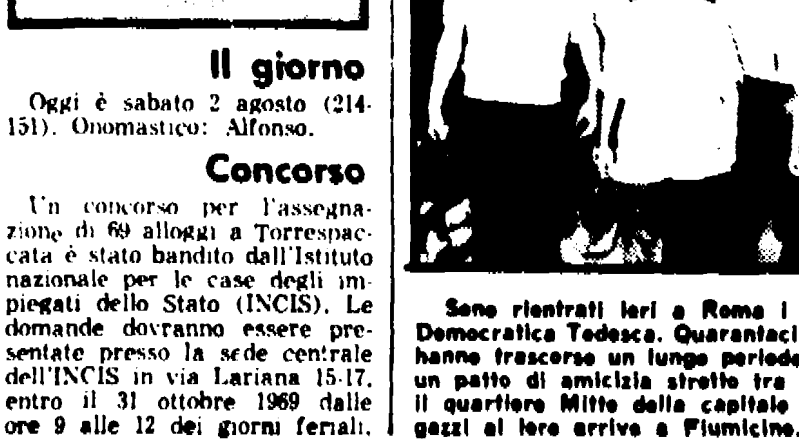 Il giorno
Oggi è sabato 2 agosto (214-
151). Onomastico: Alfonso.
Concorso
Un concorso per l'assegna-
zione di 69 alloggi a Torrespac-
cata è stato bandito dall'Istituto
nazionale per le case degli im-
piegati dello Stato (INCIS). Le
domande dovranno essere pre-
sentate presso la sede centrale
dell'INCIS in via Lariana 15-17,
entro il 31 ottobre 1969 dalle
ore 9 alle 12 dei giorni feriali.
Sono rientrati ieri a Roma i
Democratica Tedesca. Quarantaci
hanno trascorso un lungo periodo
un patto di amicizia stretto tra
il quartiere Mitte della capitale
gazzi al loro arrivo a Fiumicino.